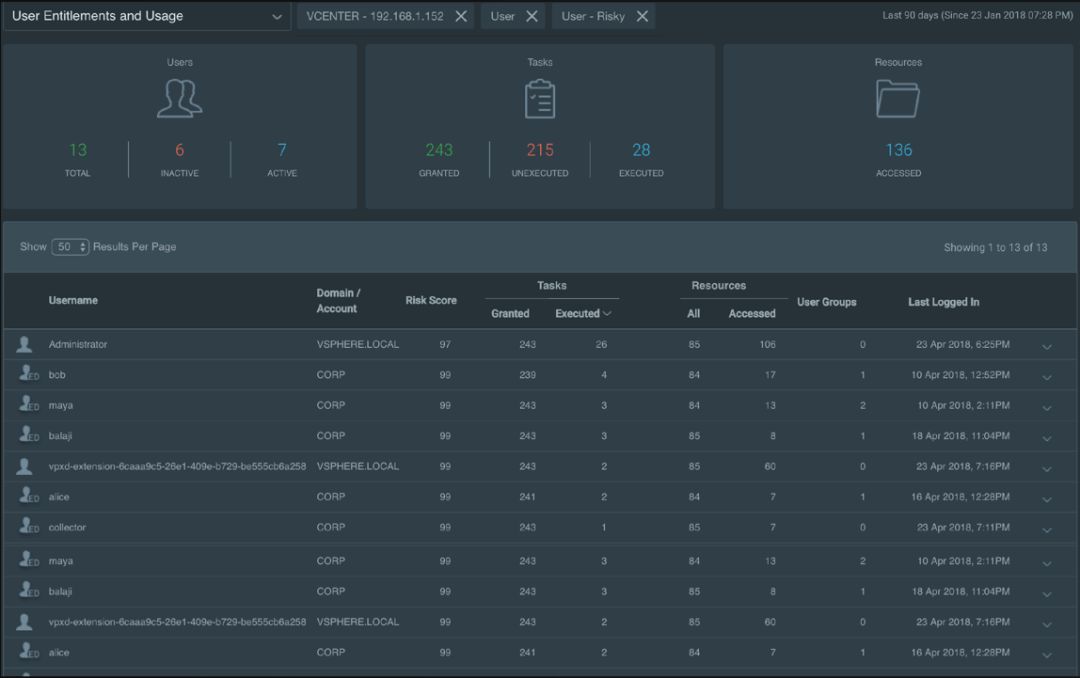 User Entitlements and Usage VCENTER - 192.168.1.152 User User - Risky Last 90 days (Since 23 Jan 2018 07:28 PM)
Users Tasks Resources
13 6 7 243 215 28 136
TOTAL INACTIVE ACTIVE GRANTED UNEXECUTED EXECUTED ACCESSED
Show 50 Results Per Page Showing 1 to 13 of 13
Username Domain / Account Risk Score Tasks Granted Executed Resources All Accessed User Groups Last Logged In
Administrator VSPHERE.LOCAL 97 243 26 85 106 0 23 Apr 2018, 6:25PM
ED bob CORP 99 239 4 84 17 1 10 Apr 2018, 12:52PM
ED maya CORP 99 243 3 84 13 2 10 Apr 2018, 2:11PM
ED balaji CORP 99 243 3 85 8 1 18 Apr 2018, 11:04PM
vpxd-extension-6caaa9c5-26e1-409e-b729-be555cb6a258 VSPHERE.LOCAL 99 243 2 85 60 0 23 Apr 2018, 7:16PM
ED alice CORP 99 241 2 84 7 1 16 Apr 2018, 12:28PM
ED collector CORP 99 243 1 85 7 0 23 Apr 2018, 7:11PM
ED maya CORP 99 243 3 84 13 2 10 Apr 2018, 2:11PM
ED balaji CORP 99 243 3 85 8 1 18 Apr 2018, 11:04PM
vpxd-extension-6caaa9c5-26e1-409e-b729-be555cb6a258 VSPHERE.LOCAL 99 243 2 85 60 0 23 Apr 2018, 7:16PM
ED alice CORP 99 241 2 84 7 1 16 Apr 2018, 12:28PM